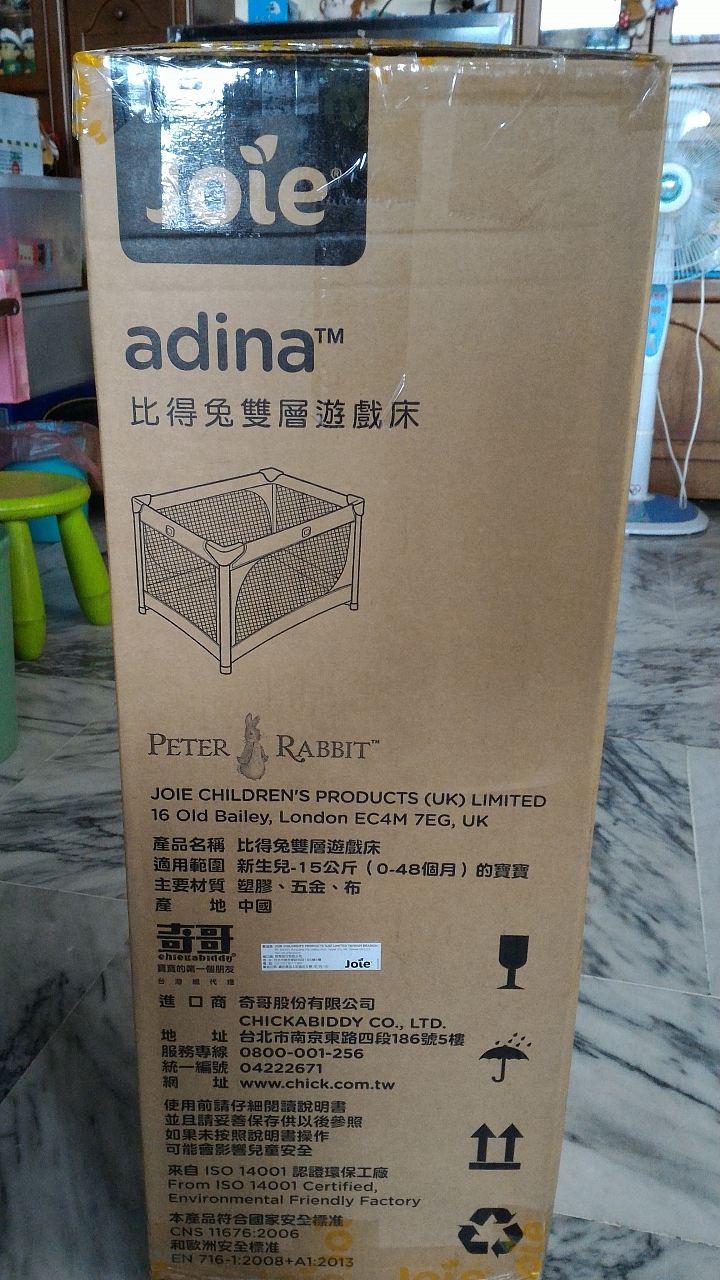 Joie®
adina™
比得兔雙層遊戲床
PETER RABBIT™
JOIE CHILDREN'S PRODUCTS (UK) LIMITED
16 Old Bailey, London EC4M 7EG, UK
產品名稱 比得兔雙層遊戲床
適用範圍 新生兒-15公斤（0-48個月）的寶寶
主要材質 塑膠、五金、布
產 地 中國
奇哥
chickabiddy
寶寶的第一個朋友
台灣總代理
Joie
進口商 奇哥股份有限公司
CHICKABIDDY CO., LTD.
地 址 台北市南京東路四段186號5樓
服務專線 0800-001-256
統一編號 04222671
網 址 www.chick.com.tw
使用前請仔細閱讀說明書
並且請妥善保存供以後參照
如果未按照說明書操作
可能會影響兒童安全
來自 ISO 14001 認證環保工廠
From ISO 14001 Certified,
Environmental Friendly Factory
本產品符合國家安全標准
CNS 11676:2006
和歐洲安全標准
EN 716-1:2008+A1:2013